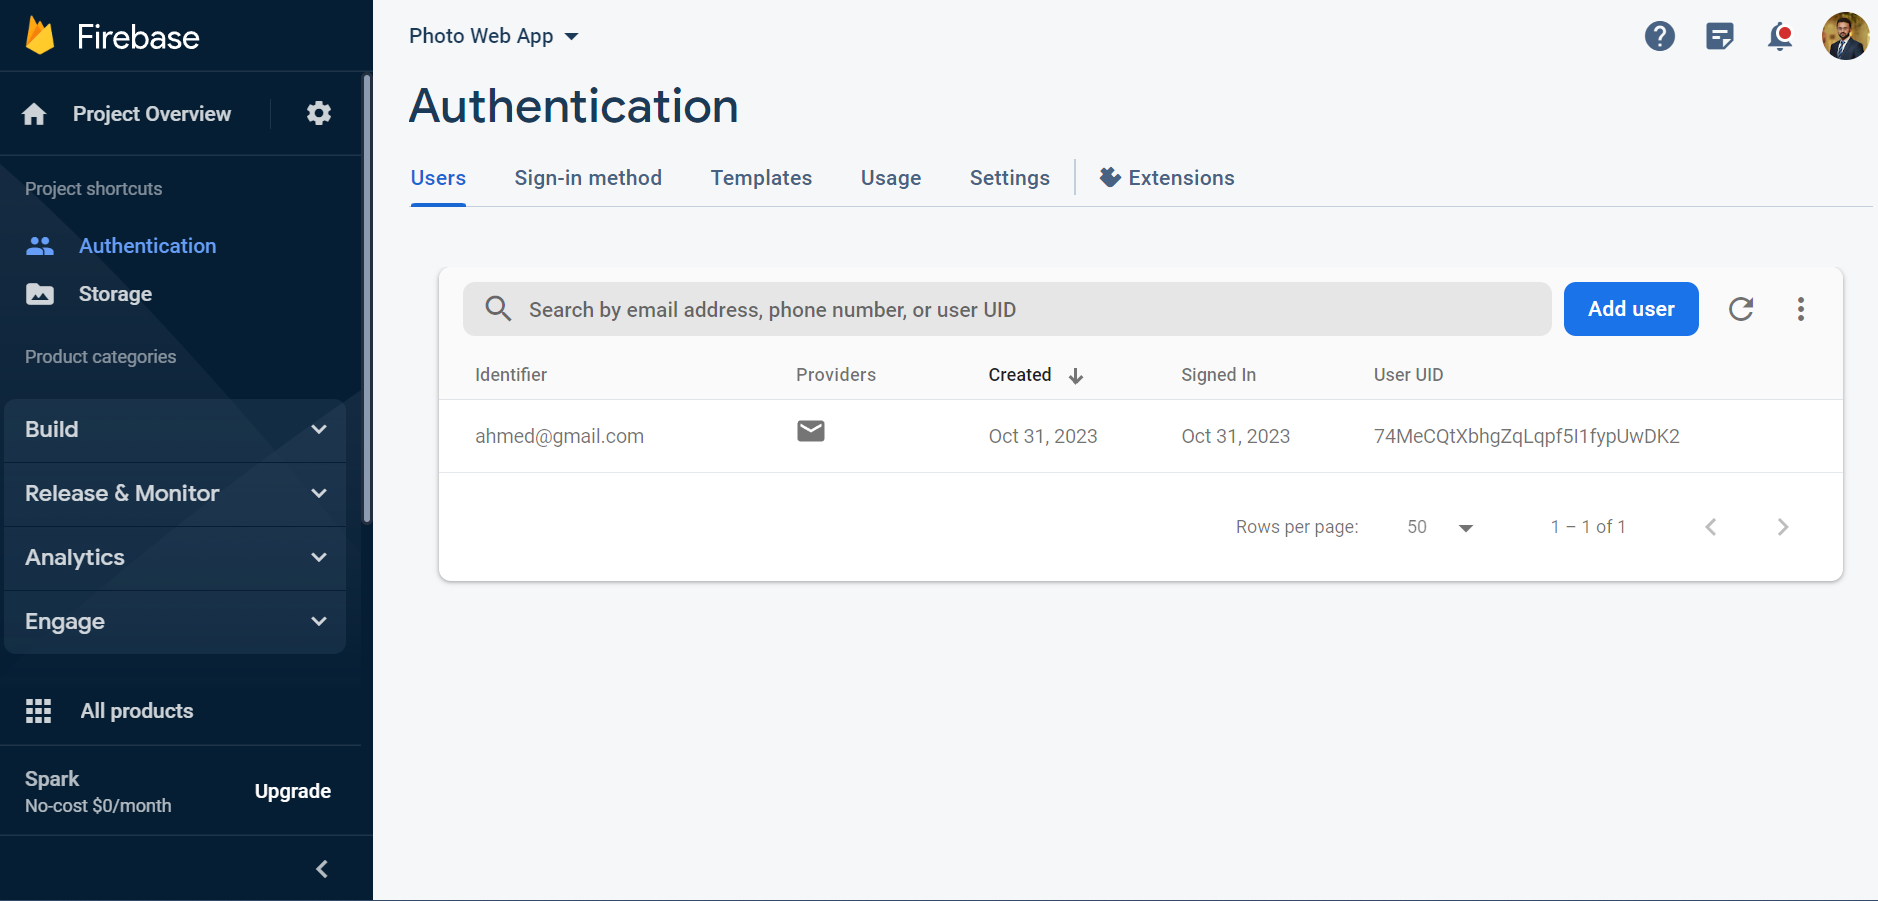 Firebase
Project Overview
Project shortcuts
Authentication
Storage
Product categories
Build
Release & Monitor
Analytics
Engage
All products
Spark
No-cost $0/month
Upgrade
Photo Web App
Authentication
Users Sign-in method Templates Usage Settings Extensions
Search by email address, phone number, or user UID
Add user
Identifier Providers Created Signed In User UID
ahmed@gmail.com Oct 31, 2023 Oct 31, 2023 74MeCQtXbhgZqLqpf5I1fypUwDK2
Rows per page: 50 1 – 1 of 1